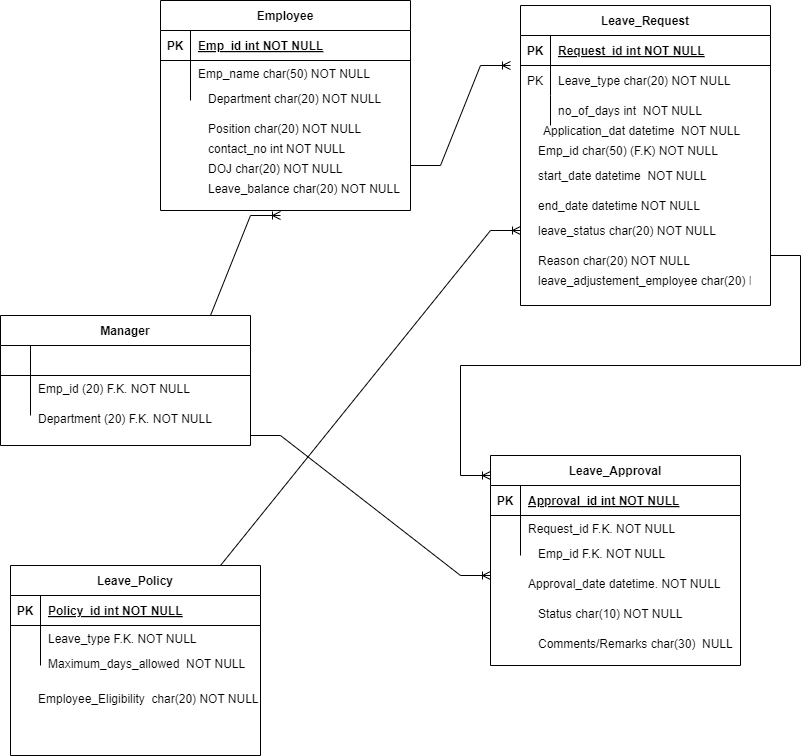 Employee
PK Emp_id int NOT NULL
Emp_name char(50) NOT NULL
Department char(20) NOT NULL
Position char(20) NOT NULL
contact_no int NOT NULL
DOJ char(20) NOT NULL
Leave_balance char(20) NOT NULL
Leave_Request
PK Request_id int NOT NULL
PK Leave_type char(20) NOT NULL
no_of_days int  NOT NULL
Application_dat datetime  NOT NULL
Emp_id char(50) (F.K) NOT NULL
start_date datetime  NOT NULL
end_date datetime NOT NULL
leave_status char(20) NOT NULL
Reason char(20) NOT NULL
leave_adjustement_employee char(20)
Manager
Emp_id (20) F.K. NOT NULL
Department (20) F.K. NOT NULL
Leave_Approval
PK Approval_id int NOT NULL
Request_id F.K. NOT NULL
Emp_id F.K. NOT NULL
Approval_date datetime. NOT NULL
Status char(10) NOT NULL
Comments/Remarks char(30)  NULL
Leave_Policy
PK Policy_id int NOT NULL
Leave_type F.K. NOT NULL
Maximum_days_allowed  NOT NULL
Employee_Eligibility  char(20) NOT NULL